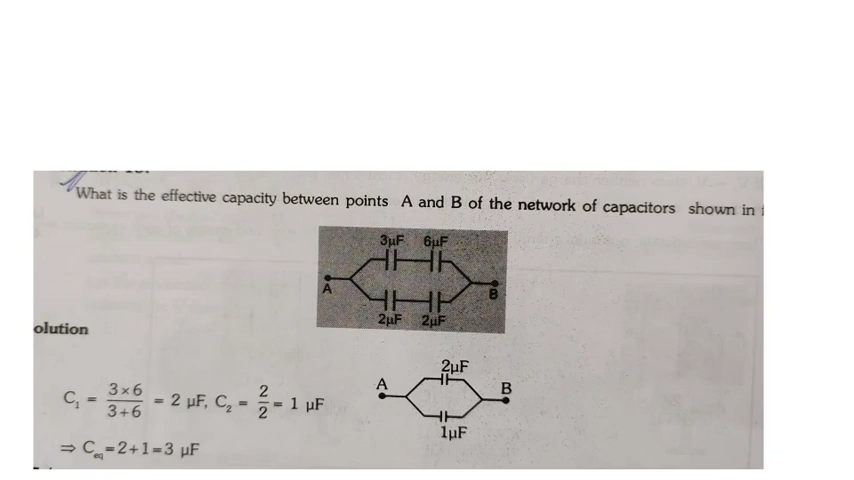 What is the effective capacity between points A and B of the network of capacitors shown in
3µF 6µF
A B
2µF 2µF
olution
2µF
A B
1µF
C₁ = 3×6 / 3+6 = 2 µF, C₂ = 2/2 = 1 µF
⇒ Ceq = 2+1=3 µF